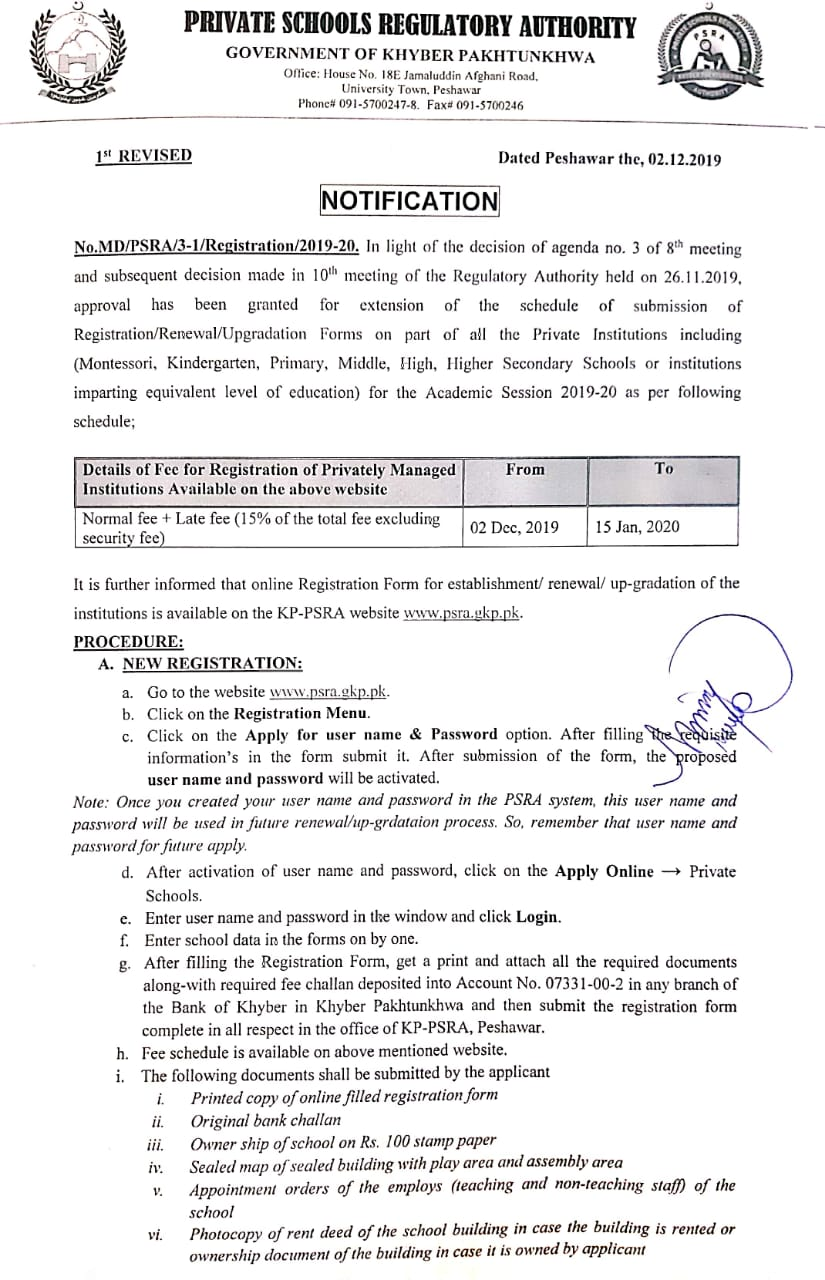 PRIVATE SCHOOLS REGULATORY AUTHORITY
GOVERNMENT OF KHYBER PAKHTUNKHWA
Office: House No. 18E Jamaluddin Afghani Road,
University Town, Peshawar
Phone# 091-5700247-8. Fax# 091-5700246
PSRA
1st REVISED
Dated Peshawar the, 02.12.2019
NOTIFICATION
No.MD/PSRA/3-1/Registration/2019-20. In light of the decision of agenda no. 3 of 8th meeting
and subsequent decision made in 10th meeting of the Regulatory Authority held on 26.11.2019,
approval has been granted for extension of the schedule of submission of
Registration/Renewal/Upgradation Forms on part of all the Private Institutions including
(Montessori, Kindergarten, Primary, Middle, High, Higher Secondary Schools or institutions
imparting equivalent level of education) for the Academic Session 2019-20 as per following
schedule;
Details of Fee for Registration of Privately Managed
Institutions Available on the above website
From
To
Normal fee + Late fee (15% of the total fee excluding
security fee)
02 Dec, 2019
15 Jan, 2020
It is further informed that online Registration Form for establishment/ renewal/ up-gradation of the
institutions is available on the KP-PSRA website www.psra.gkp.pk.
PROCEDURE:
A. NEW REGISTRATION:
a. Go to the website www.psra.gkp.pk.
b. Click on the Registration Menu.
c. Click on the Apply for user name & Password option. After filling the requisite
information's in the form submit it. After submission of the form, the proposed
user name and password will be activated.
Note: Once you created your user name and password in the PSRA system, this user name and
password will be used in future renewal/up-grdataion process. So, remember that user name and
password for future apply.
d. After activation of user name and password, click on the Apply Online → Private
Schools.
e. Enter user name and password in the window and click Login.
f. Enter school data in the forms on by one.
g. After filling the Registration Form, get a print and attach all the required documents
along-with required fee challan deposited into Account No. 07331-00-2 in any branch of
the Bank of Khyber in Khyber Pakhtunkhwa and then submit the registration form
complete in all respect in the office of KP-PSRA, Peshawar.
h. Fee schedule is available on above mentioned website.
i. The following documents shall be submitted by the applicant
i. Printed copy of online filled registration form
ii. Original bank challan
iii. Owner ship of school on Rs. 100 stamp paper
iv. Sealed map of sealed building with play area and assembly area
v. Appointment orders of the employs (teaching and non-teaching staff) of the
school
vi. Photocopy of rent deed of the school building in case the building is rented or
ownership document of the building in case it is owned by applicant